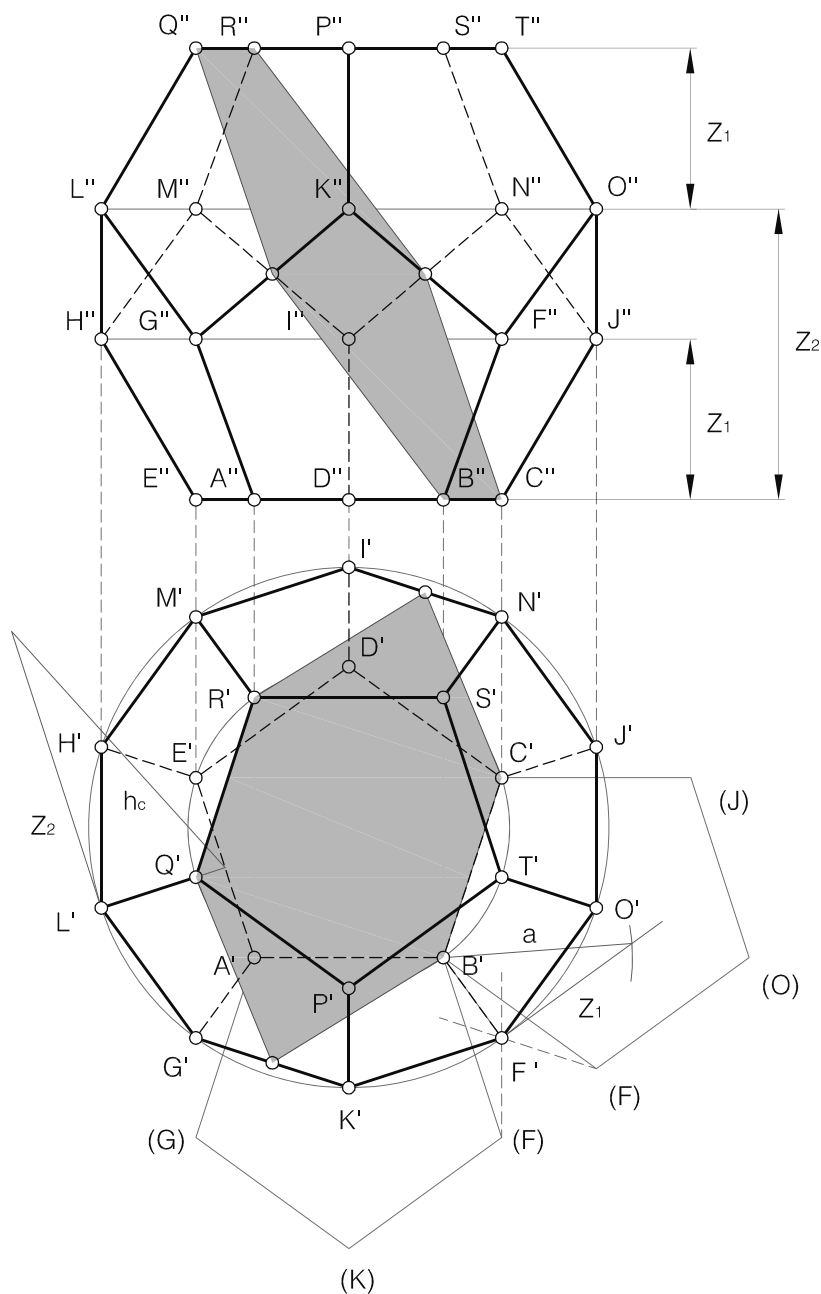 Q" R" P" S" T"
Z1
L" M" K" N" O"
H" G" I" F" J"
Z2
Z1
E" A" D" B" C"
I'
M' N'
D'
R' S'
H' E' C' J'
hc (J)
Z2
Q' T'
L' O'
a
A' B'
P' (O)
Z1
G' F'
(F)
K'
(G) (F)
(K)